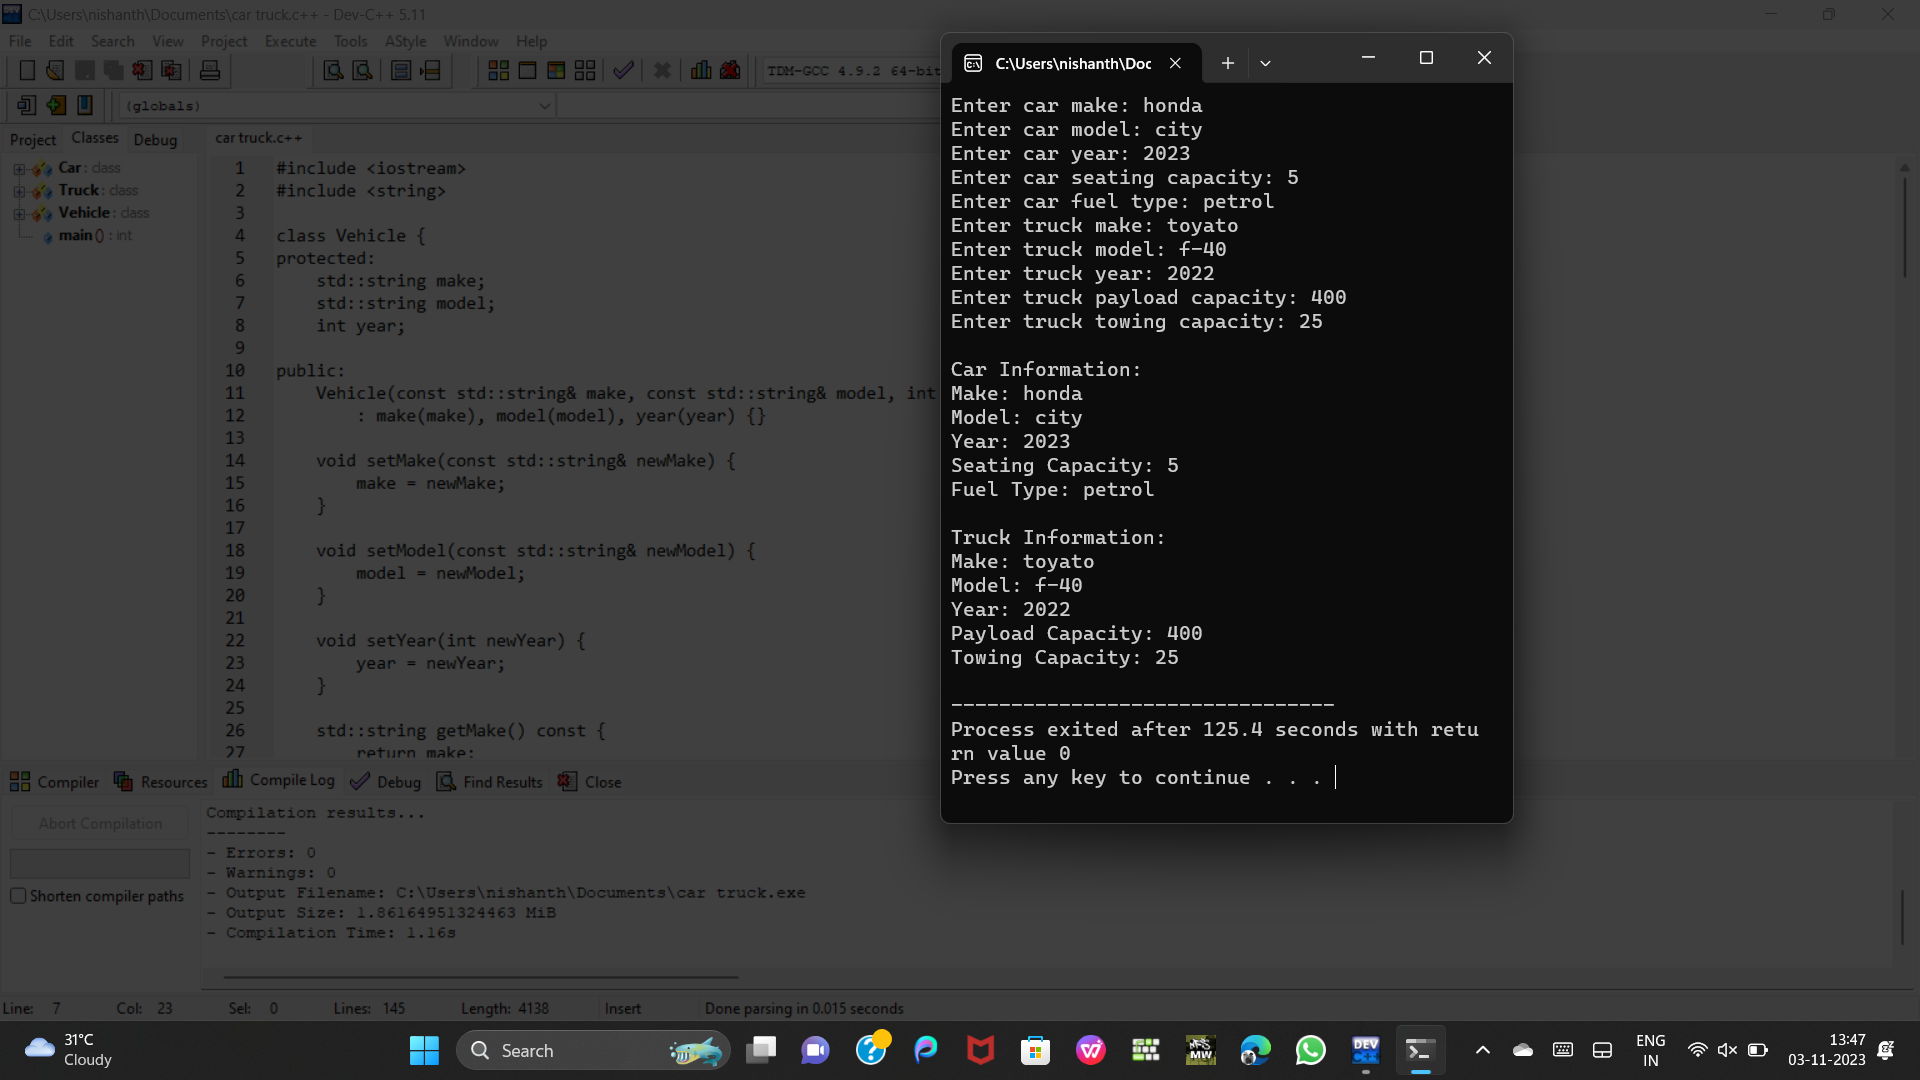 C:\Users\nishanth\Documents\car truck.c++ - Dev-C++ 5.11
File Edit Search View Project Execute Tools AStyle Window Help
TDM-GCC 4.9.2 64-bit
(globals)
Project Classes Debug
car truck.c++
Car : class
Truck : class
Vehicle : class
main () : int
1 #include <iostream>
2 #include <string>
3
4 class Vehicle {
5 protected:
6 std::string make;
7 std::string model;
8 int year;
9
10 public:
11 Vehicle(const std::string& make, const std::string& model, int
12 : make(make), model(model), year(year) {}
13
14 void setMake(const std::string& newMake) {
15 make = newMake;
16 }
17
18 void setModel(const std::string& newModel) {
19 model = newModel;
20 }
21
22 void setYear(int newYear) {
23 year = newYear;
24 }
25
26 std::string getMake() const {
27 return make;
C:\Users\nishanth\Doc
Enter car make: honda
Enter car model: city
Enter car year: 2023
Enter car seating capacity: 5
Enter car fuel type: petrol
Enter truck make: toyato
Enter truck model: f-40
Enter truck year: 2022
Enter truck payload capacity: 400
Enter truck towing capacity: 25
Car Information:
Make: honda
Model: city
Year: 2023
Seating Capacity: 5
Fuel Type: petrol
Truck Information:
Make: toyato
Model: f-40
Year: 2022
Payload Capacity: 400
Towing Capacity: 25
--------------------------------
Process exited after 125.4 seconds with retu
rn value 0
Press any key to continue . . .
Compiler Resources Compile Log Debug Find Results Close
Abort Compilation
Shorten compiler paths
Compilation results...
--------
- Errors: 0
- Warnings: 0
- Output Filename: C:\Users\nishanth\Documents\car truck.exe
- Output Size: 1.86164951324463 MiB
- Compilation Time: 1.16s
Line: 7 Col: 23 Sel: 0 Lines: 145 Length: 4138 Insert Done parsing in 0.015 seconds
31°C
Cloudy
Search
MW
DEV
ENG
IN
13:47
03-11-2023